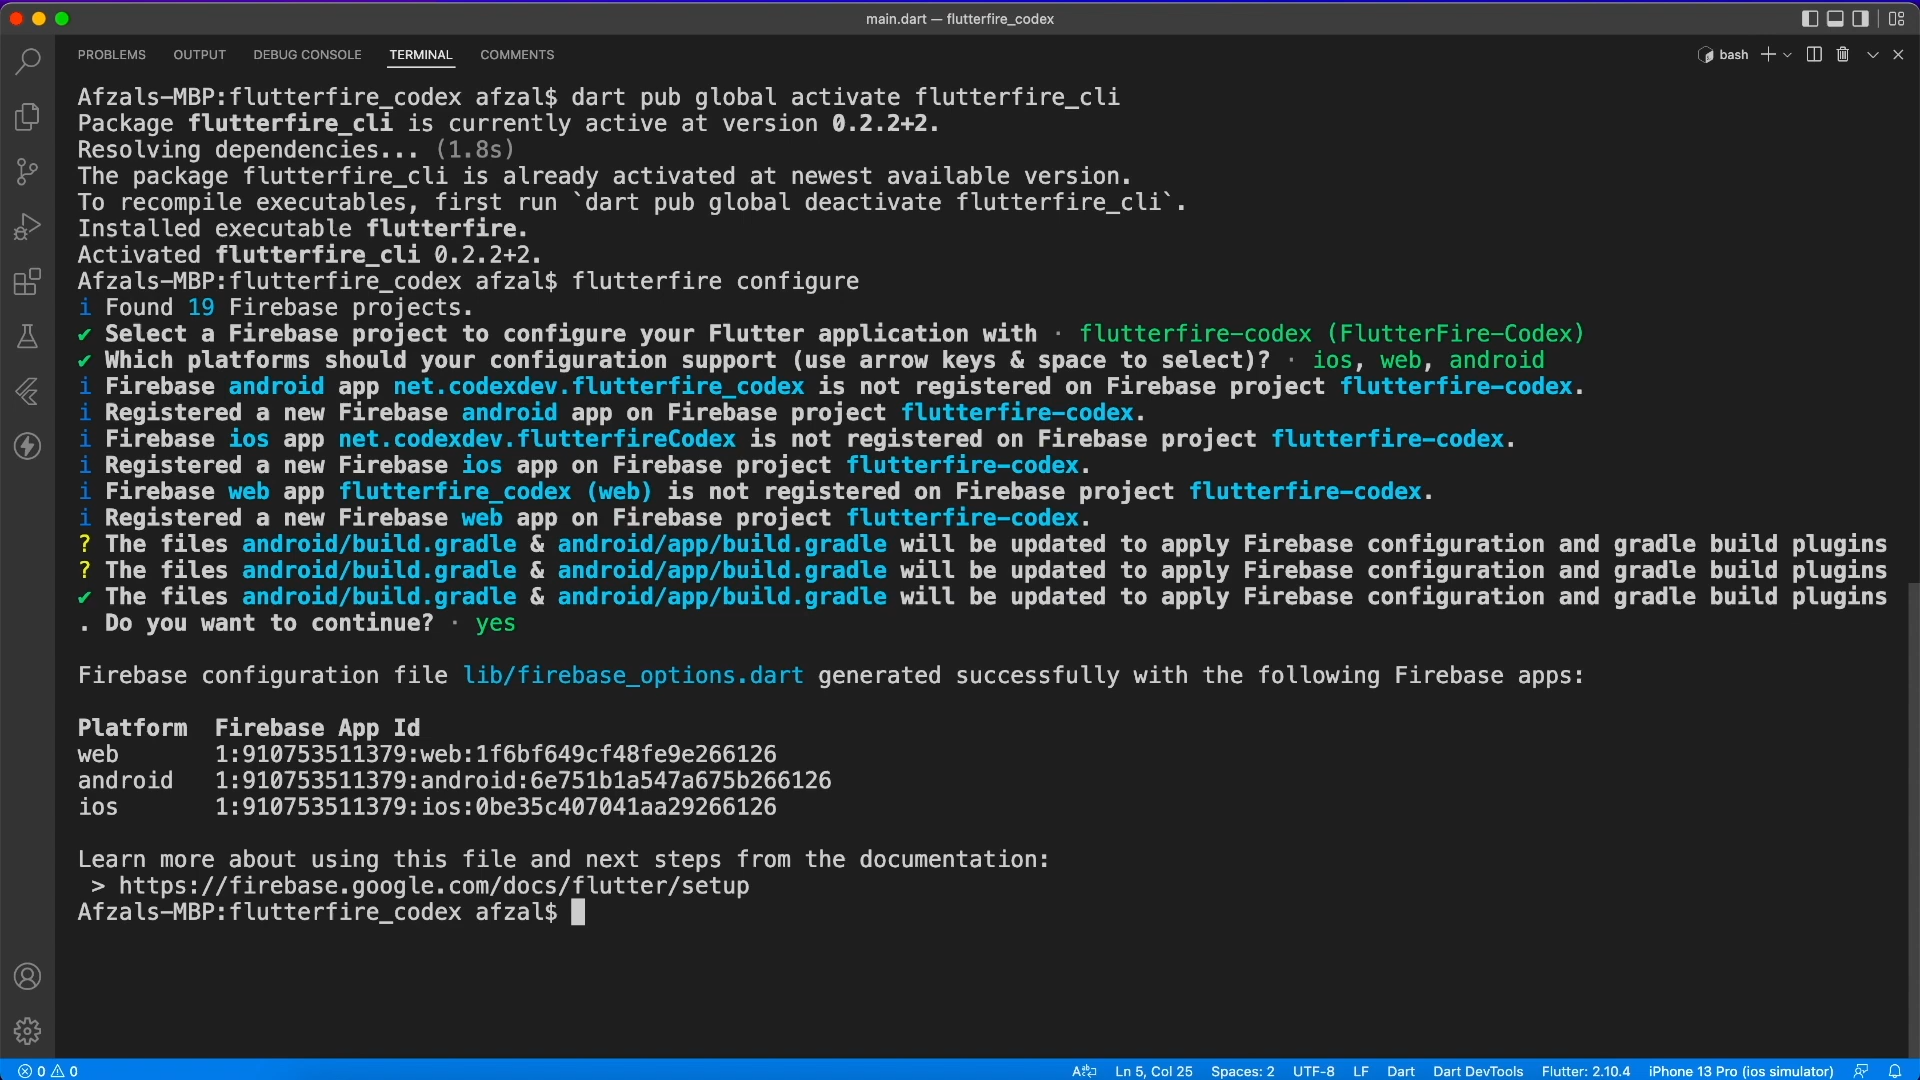 main.dart — flutterfire_codex
PROBLEMS OUTPUT DEBUG CONSOLE TERMINAL COMMENTS bash
Afzals-MBP:flutterfire_codex afzal$ dart pub global activate flutterfire_cli
Package flutterfire_cli is currently active at version 0.2.2+2.
Resolving dependencies... (1.8s)
The package flutterfire_cli is already activated at newest available version.
To recompile executables, first run `dart pub global deactivate flutterfire_cli`.
Installed executable flutterfire.
Activated flutterfire_cli 0.2.2+2.
Afzals-MBP:flutterfire_codex afzal$ flutterfire configure
i Found 19 Firebase projects.
✔ Select a Firebase project to configure your Flutter application with · flutterfire-codex (FlutterFire-Codex)
✔ Which platforms should your configuration support (use arrow keys & space to select)? · ios, web, android
i Firebase android app net.codexdev.flutterfire_codex is not registered on Firebase project flutterfire-codex.
i Registered a new Firebase android app on Firebase project flutterfire-codex.
i Firebase ios app net.codexdev.flutterfireCodex is not registered on Firebase project flutterfire-codex.
i Registered a new Firebase ios app on Firebase project flutterfire-codex.
i Firebase web app flutterfire_codex (web) is not registered on Firebase project flutterfire-codex.
i Registered a new Firebase web app on Firebase project flutterfire-codex.
? The files android/build.gradle & android/app/build.gradle will be updated to apply Firebase configuration and gradle build plugins
? The files android/build.gradle & android/app/build.gradle will be updated to apply Firebase configuration and gradle build plugins
✔ The files android/build.gradle & android/app/build.gradle will be updated to apply Firebase configuration and gradle build plugins
. Do you want to continue? · yes
Firebase configuration file lib/firebase_options.dart generated successfully with the following Firebase apps:
Platform  Firebase App Id
web       1:910753511379:web:1f6bf649cf48fe9e266126
android   1:910753511379:android:6e751b1a547a675b266126
ios       1:910753511379:ios:0be35c407041aa29266126
Learn more about using this file and next steps from the documentation:
> https://firebase.google.com/docs/flutter/setup
Afzals-MBP:flutterfire_codex afzal$
0 0 Ln 5, Col 25 Spaces: 2 UTF-8 LF Dart Dart DevTools Flutter: 2.10.4 iPhone 13 Pro (ios simulator)